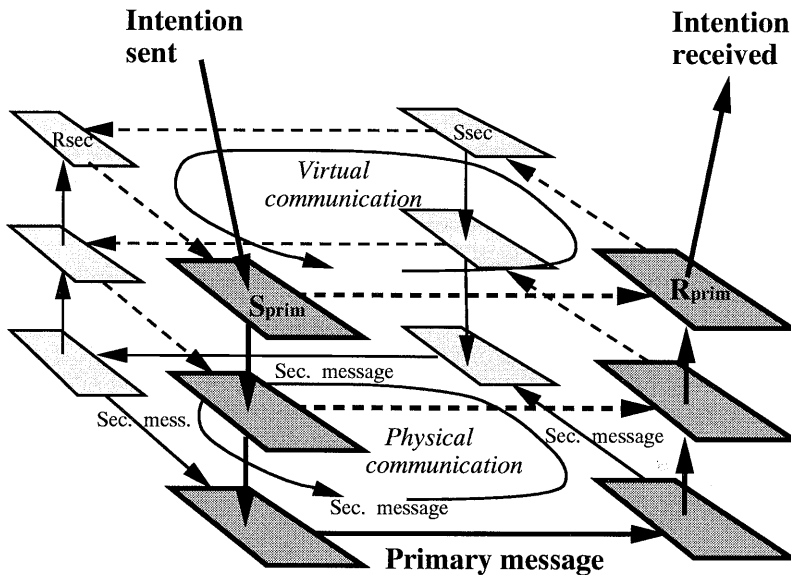 Intention
sent
Intention
received
Rsec
Ssec
Virtual
communication
Sprim
Rprim
Sec. message
Sec. mess.
Physical
communication
Sec. message
Sec. message
Primary message